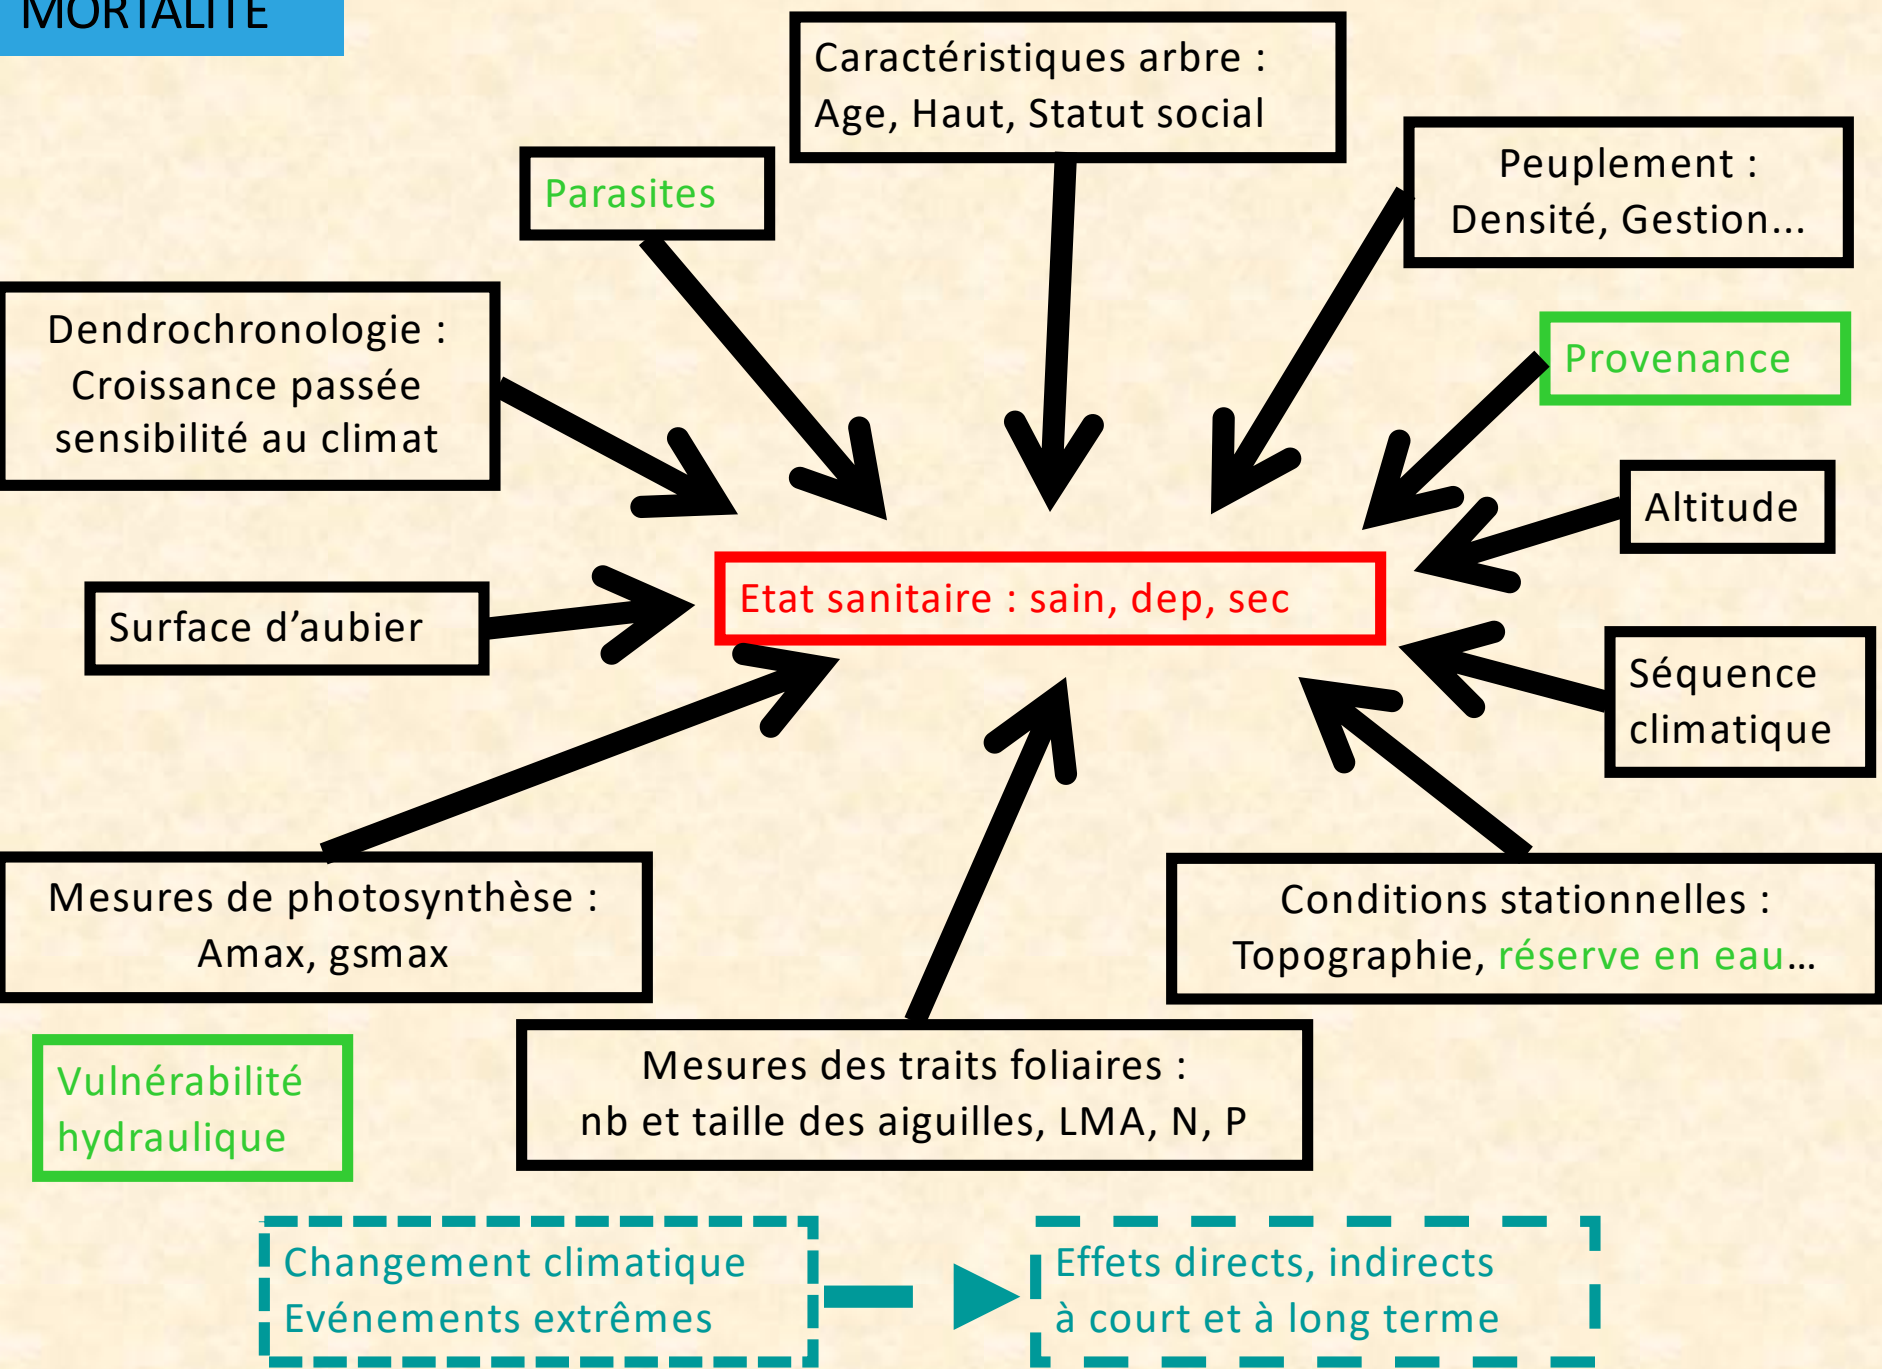 MORTALITE
Caractéristiques arbre :
Age, Haut, Statut social
Peuplement :
Densité, Gestion...
Parasites
Dendrochronologie :
Croissance passée
sensibilité au climat
Provenance
Altitude
Etat sanitaire : sain, dep, sec
Surface d’aubier
Séquence
climatique
Mesures de photosynthèse :
Amax, gsmax
Conditions stationnelles :
Topographie, réserve en eau…
Vulnérabilité
hydraulique
Mesures des traits foliaires :
nb et taille des aiguilles, LMA, N, P
Changement climatique
Evénements extrêmes
Effets directs, indirects
à court et à long terme